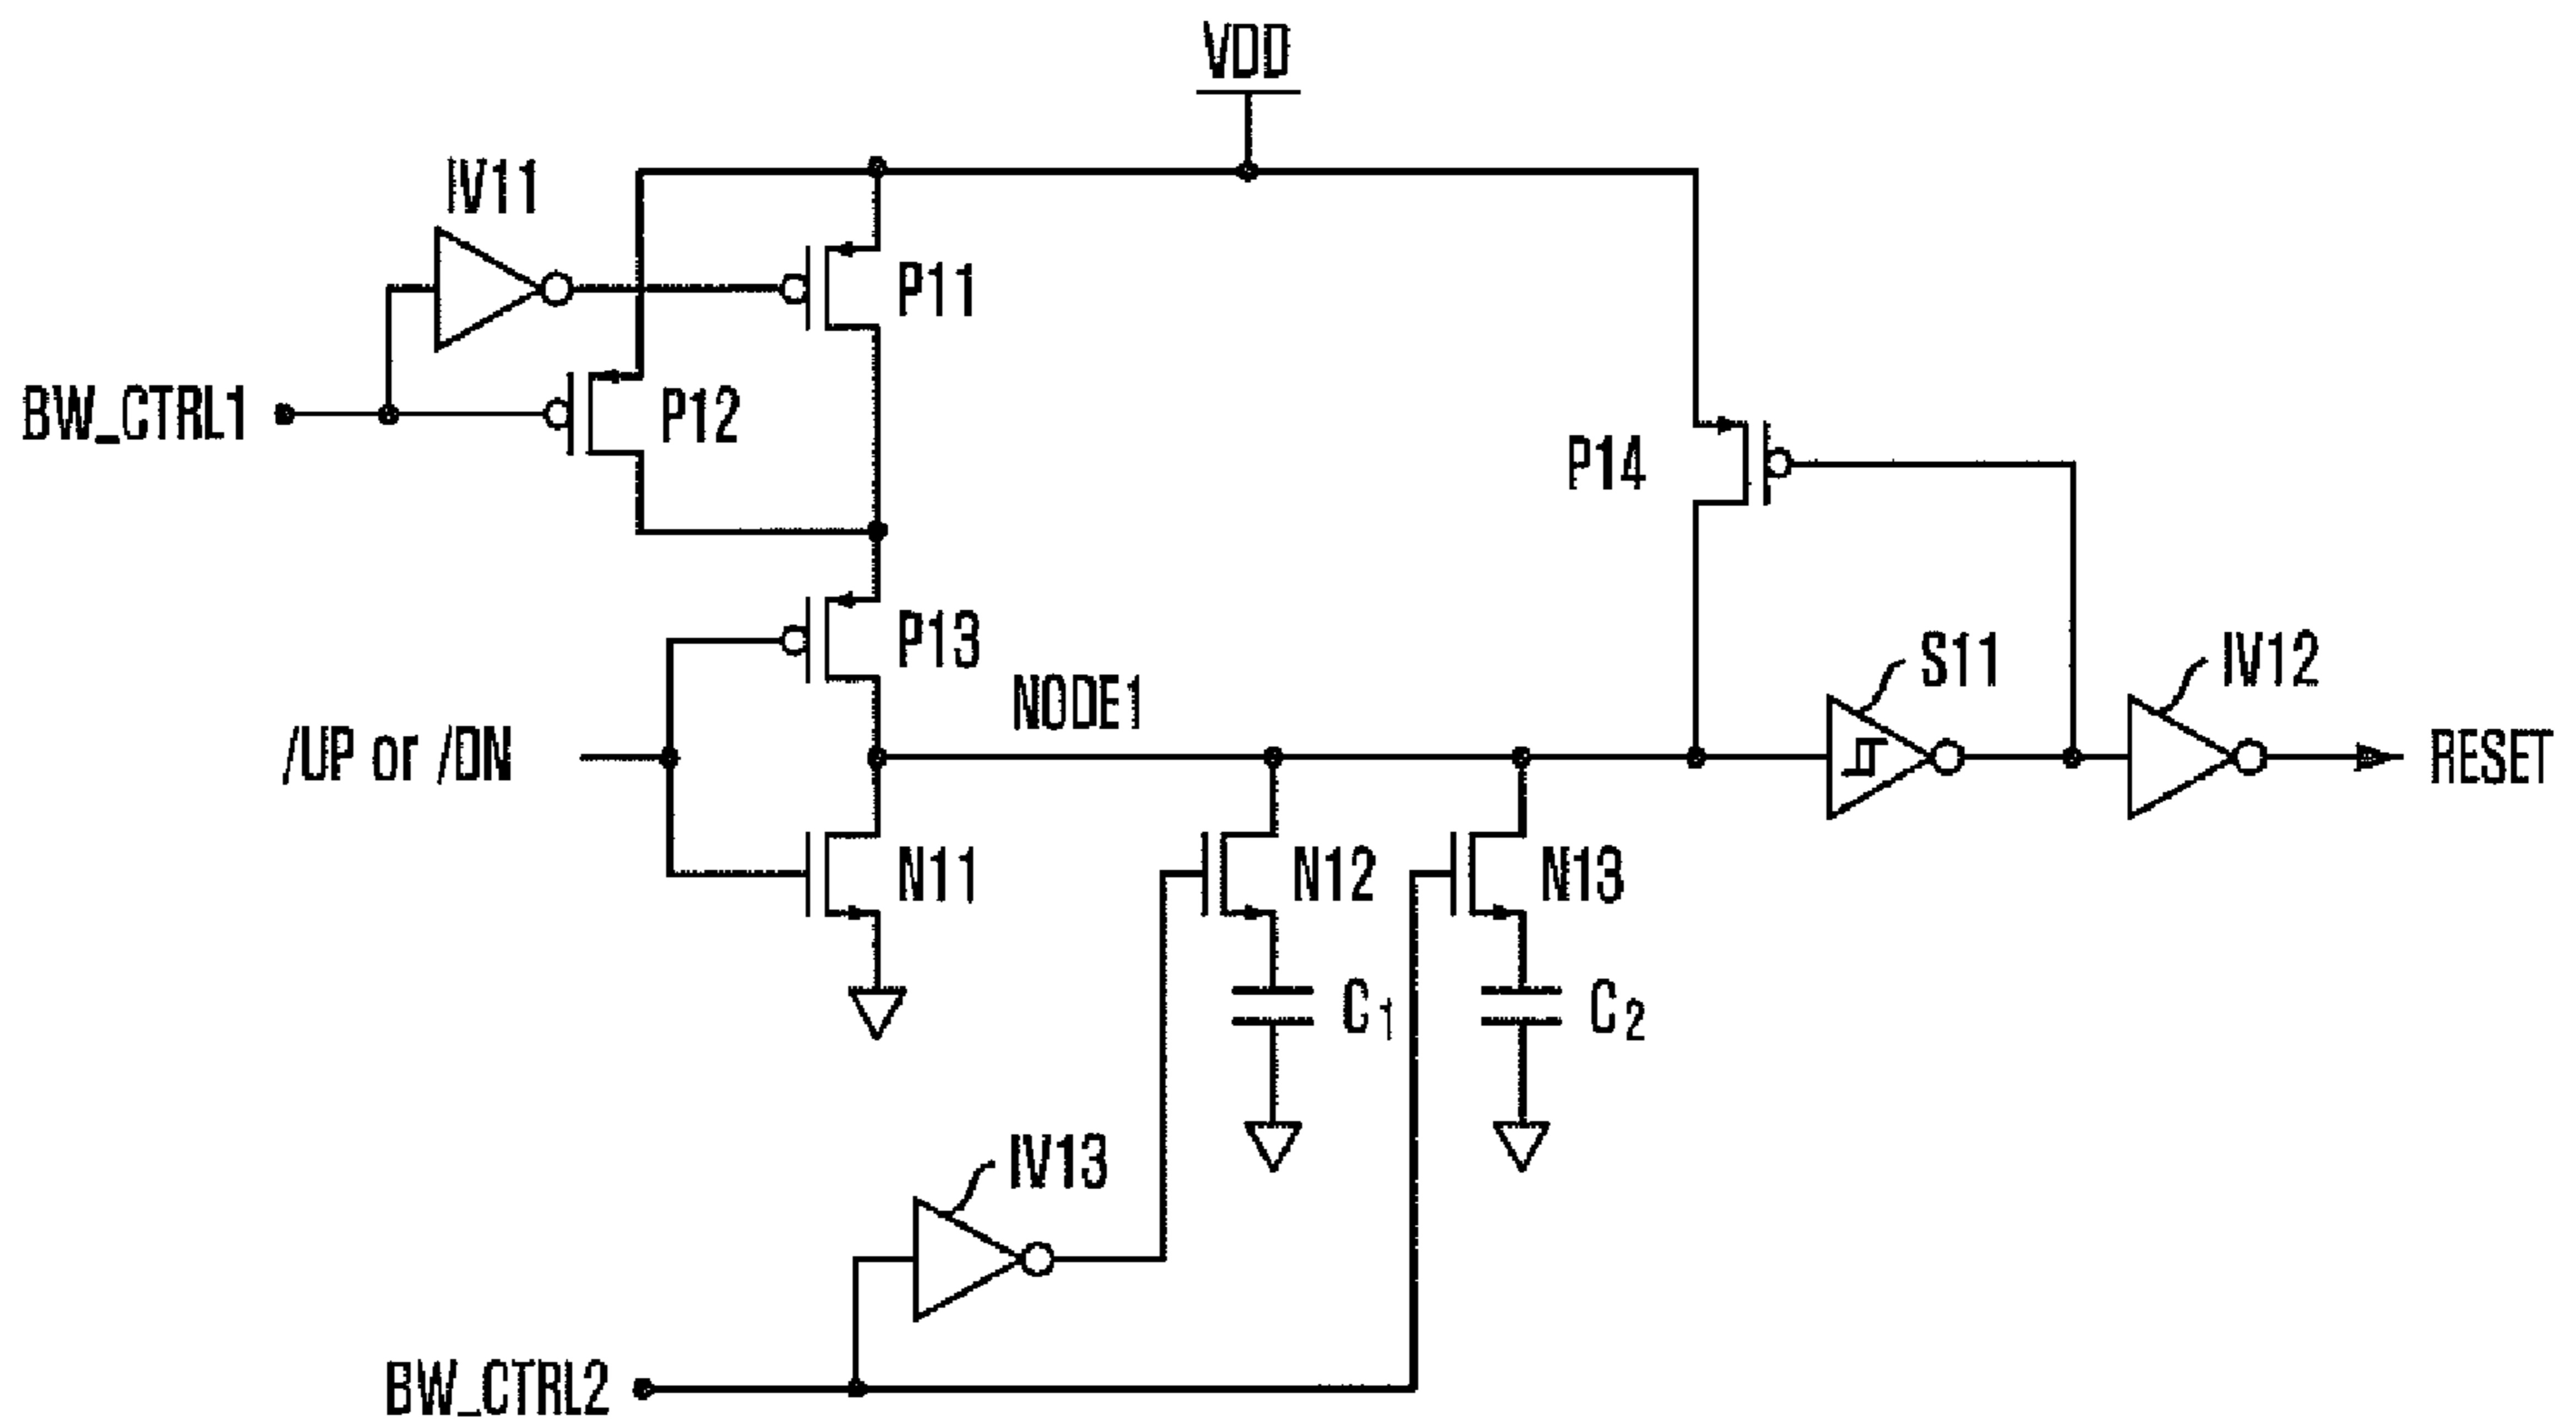 VDD
IV11
P11
BW_CTRL1
P12
P14
P13
NODE1
S11
IV12
/UP or /DN
RESET
N11
N12
N13
C1
C2
IV13
BW_CTRL2